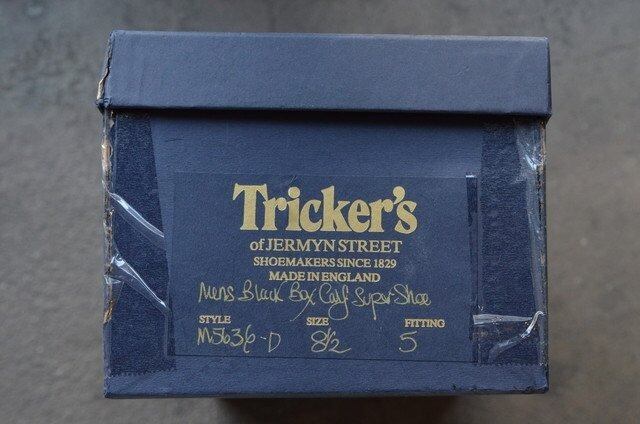 Tricker's
of JERMYN STREET
SHOEMAKERS SINCE 1829
MADE IN ENGLAND
Mens Black Box Calf Super-Shoe
STYLE SIZE FITTING
M5636-D 8½ 5